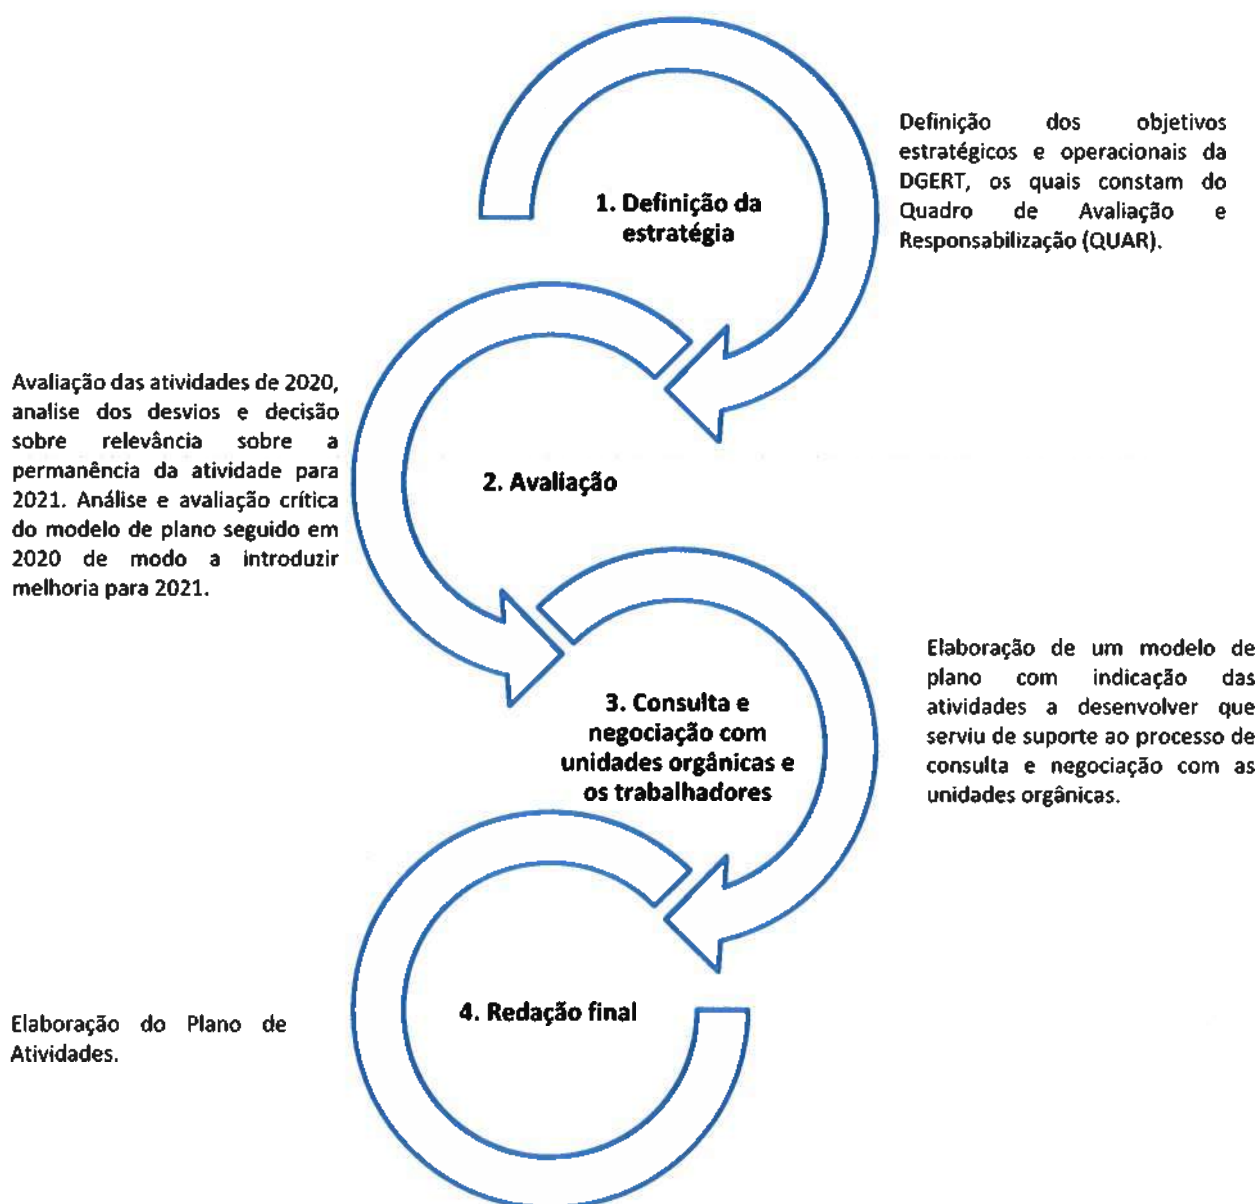 1. Definição da
estratégia
Definição dos objetivos
estratégicos e operacionais da
DGERT, os quais constam do
Quadro de Avaliação e
Responsabilização (QUAR).
2. Avaliação
Avaliação das atividades de 2020,
analise dos desvios e decisão
sobre relevância sobre a
permanência da atividade para
2021. Análise e avaliação crítica
do modelo de plano seguido em
2020 de modo a introduzir
melhoria para 2021.
3. Consulta e
negociação com
unidades orgânicas e
os trabalhadores
Elaboração de um modelo de
plano com indicação das
atividades a desenvolver que
serviu de suporte ao processo de
consulta e negociação com as
unidades orgânicas.
4. Redação final
Elaboração do Plano de
Atividades.